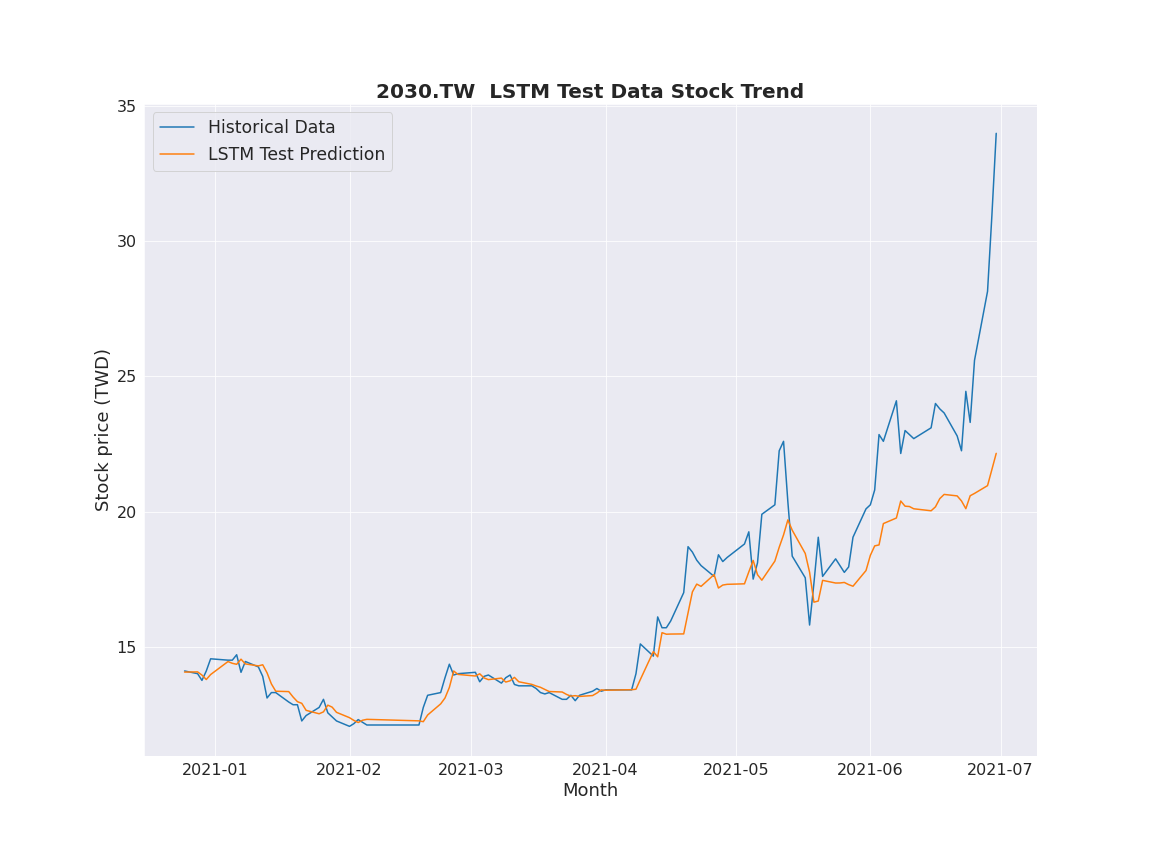 2030.TW  LSTM Test Data Stock Trend
35
Historical Data
LSTM Test Prediction
30
25
Stock price (TWD)
20
15
2021-01 2021-02 2021-03 2021-04 2021-05 2021-06 2021-07
Month